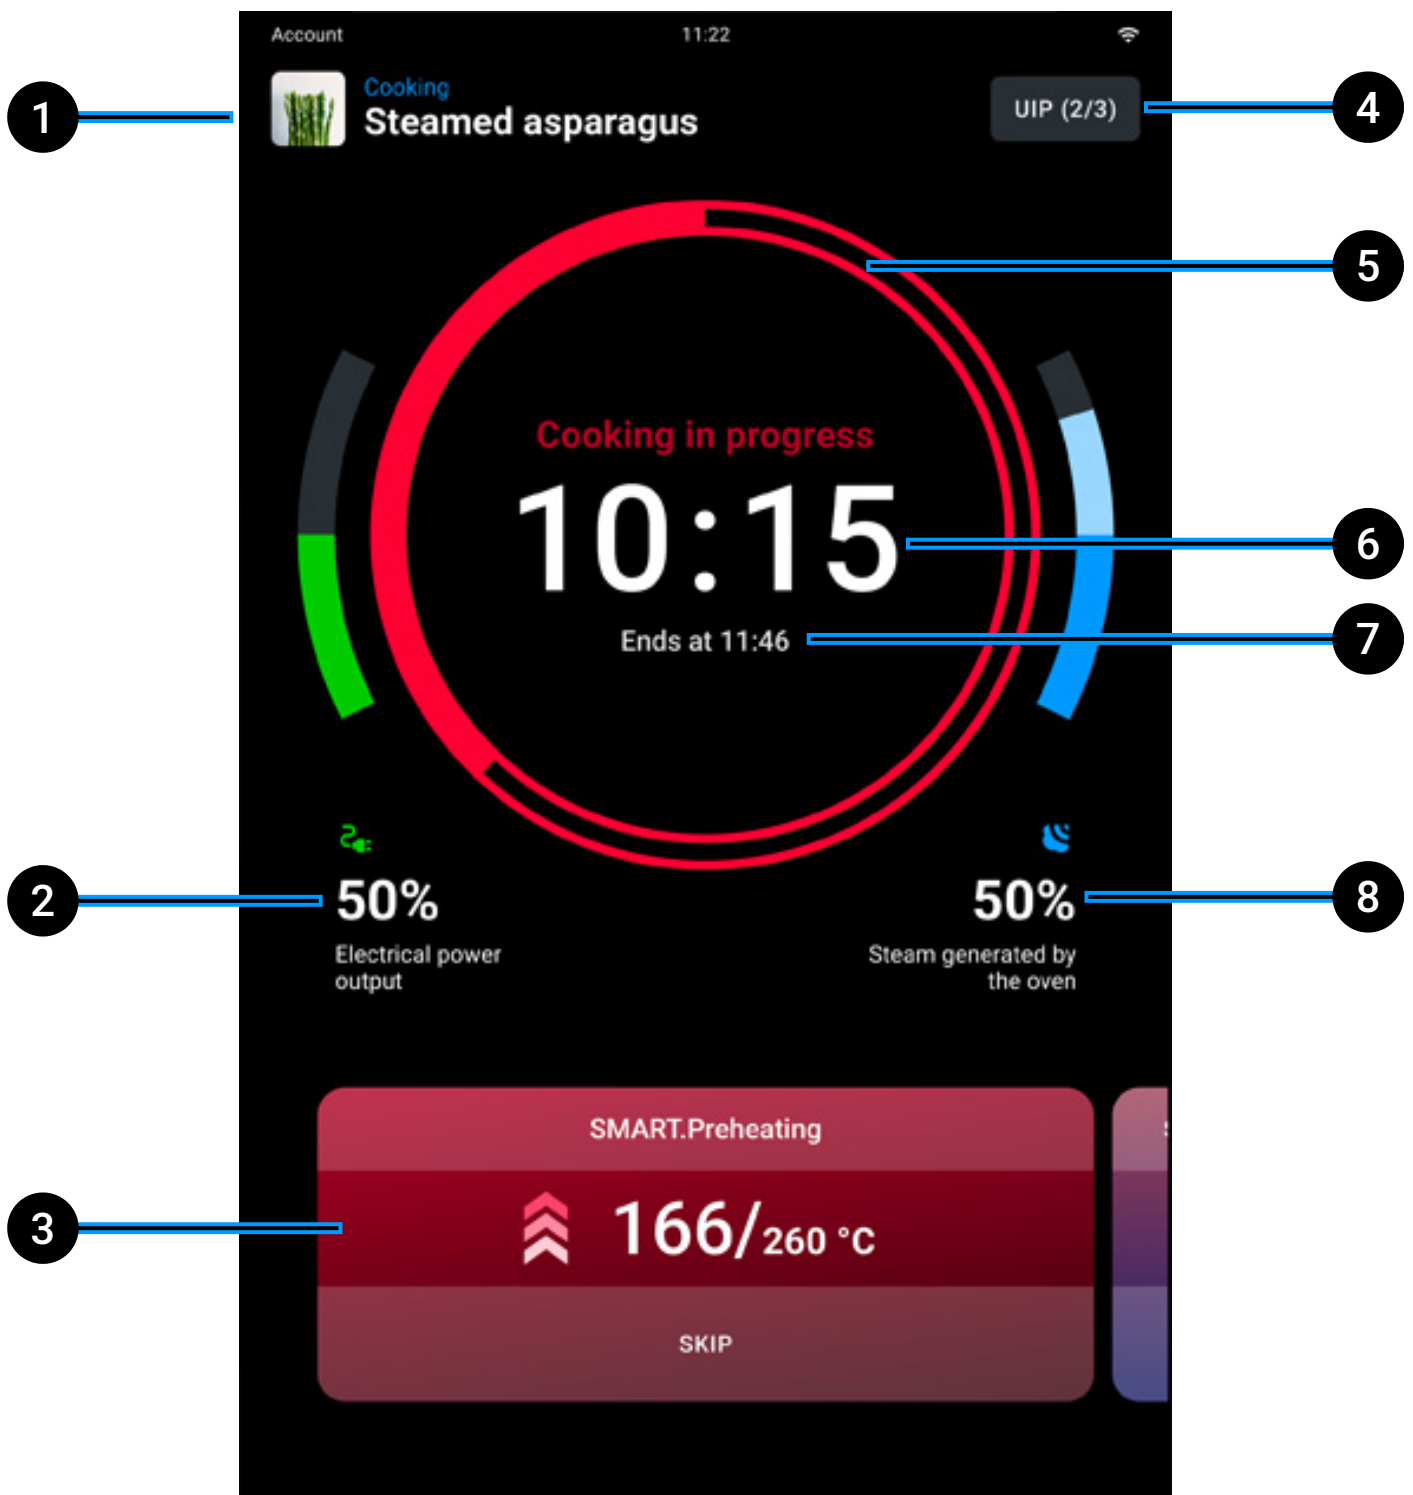 Account
11:22
1
Cooking
Steamed asparagus
UIP (2/3)
4
5
Cooking in progress
10:15
6
Ends at 11:46
7
2
50%
Electrical power
output
50%
8
Steam generated by
the oven
SMART.Preheating
3
166/260 °C
SKIP